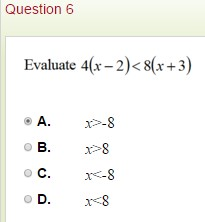 Question 6
Evaluate 4(x – 2) < 8(x + 3)
A. x>-8
B. x>8
C. x<-8
D. x<8